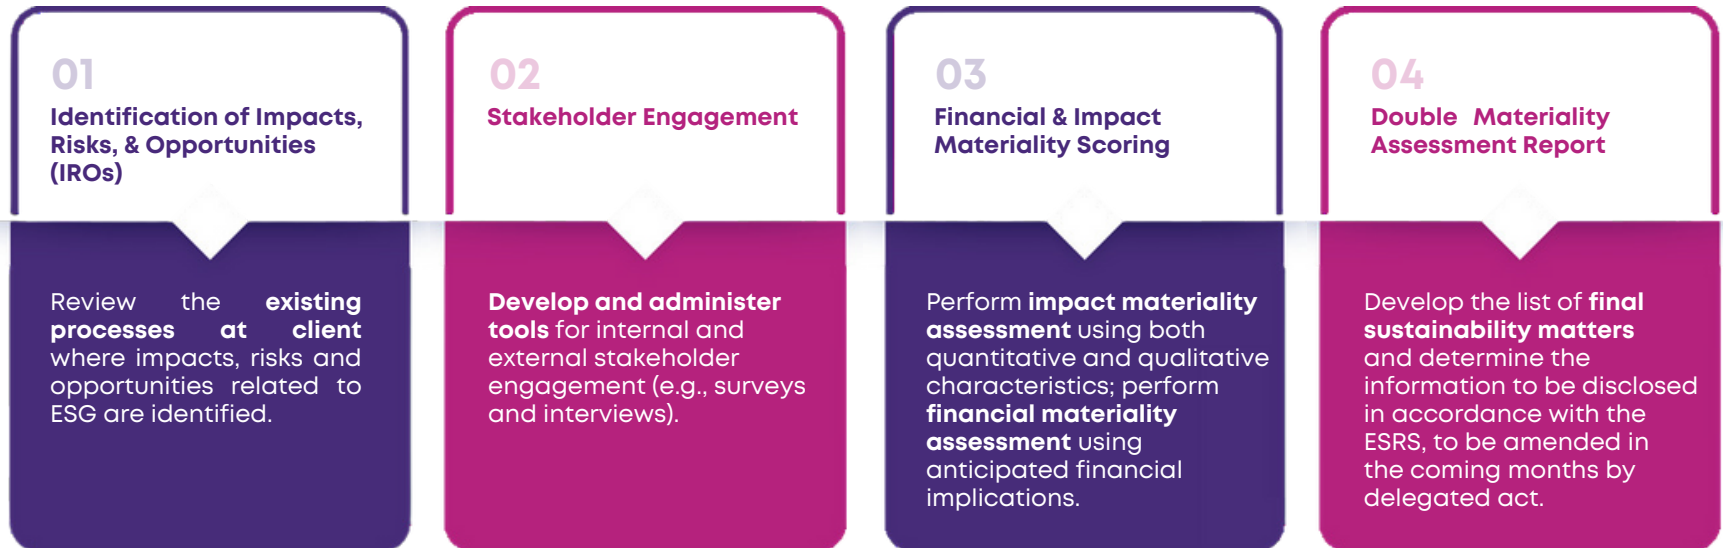 01
Identification of Impacts,
Risks, & Opportunities
(IROs)
Review the existing
processes at client
where impacts, risks and
opportunities related to
ESG are identified.
02
Stakeholder Engagement
Develop and administer
tools for internal and
external stakeholder
engagement (e.g., surveys
and interviews).
03
Financial & Impact
Materiality Scoring
Perform impact materiality
assessment using both
quantitative and qualitative
characteristics; perform
financial materiality
assessment using
anticipated financial
implications.
04
Double Materiality
Assessment Report
Develop the list of final
sustainability matters
and determine the
information to be disclosed
in accordance with the
ESRS, to be amended in
the coming months by
delegated act.